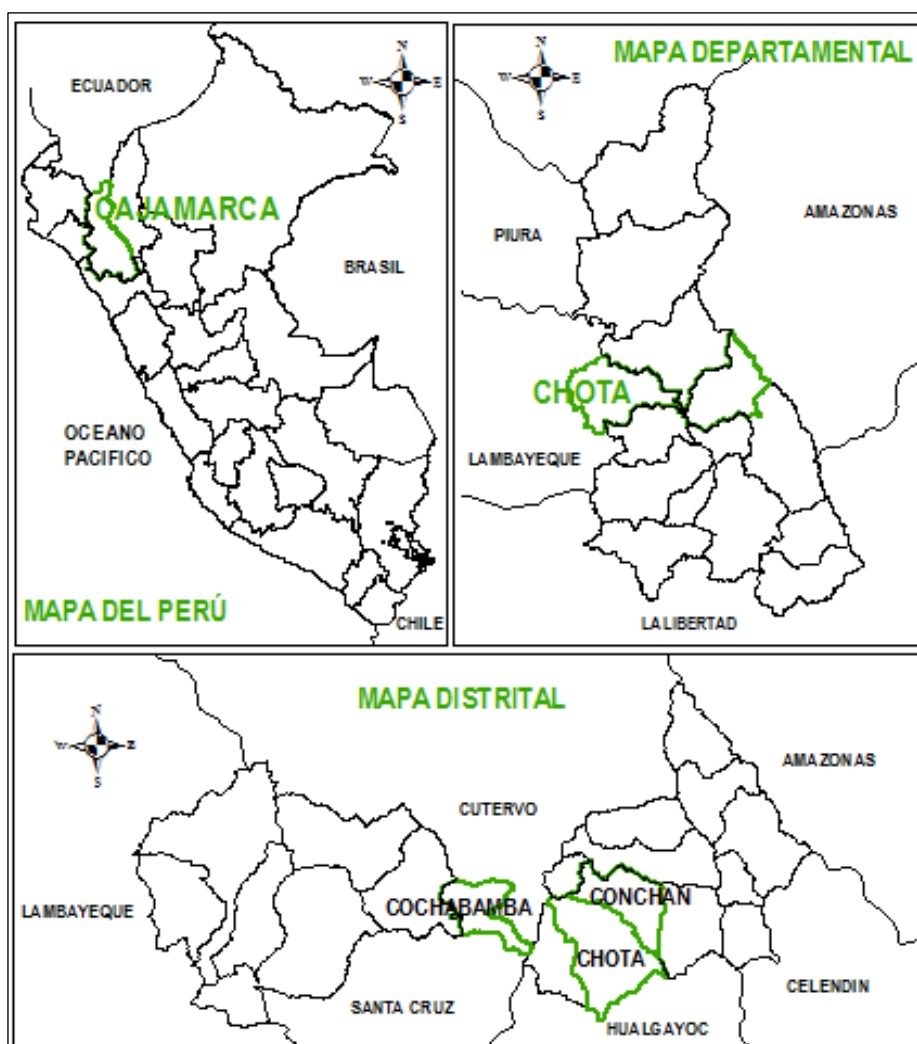 N
W E
S
ECUADOR
CAJAMARCA
BRASIL
OCEANO
PACIFICO
MAPA DEL PERÚ
CHILE
MAPA DEPARTAMENTAL
N
W E
S
AMAZONAS
PIURA
CHOTA
LAMBAYEQUE
LA LIBERTAD
MAPA DISTRITAL
N
W E
S
AMAZONAS
CUTERVO
LAMBAYEQUE
COCHABAMBA
CONCHAN
CHOTA
CELENDIN
SANTA CRUZ
HUALGAYOC